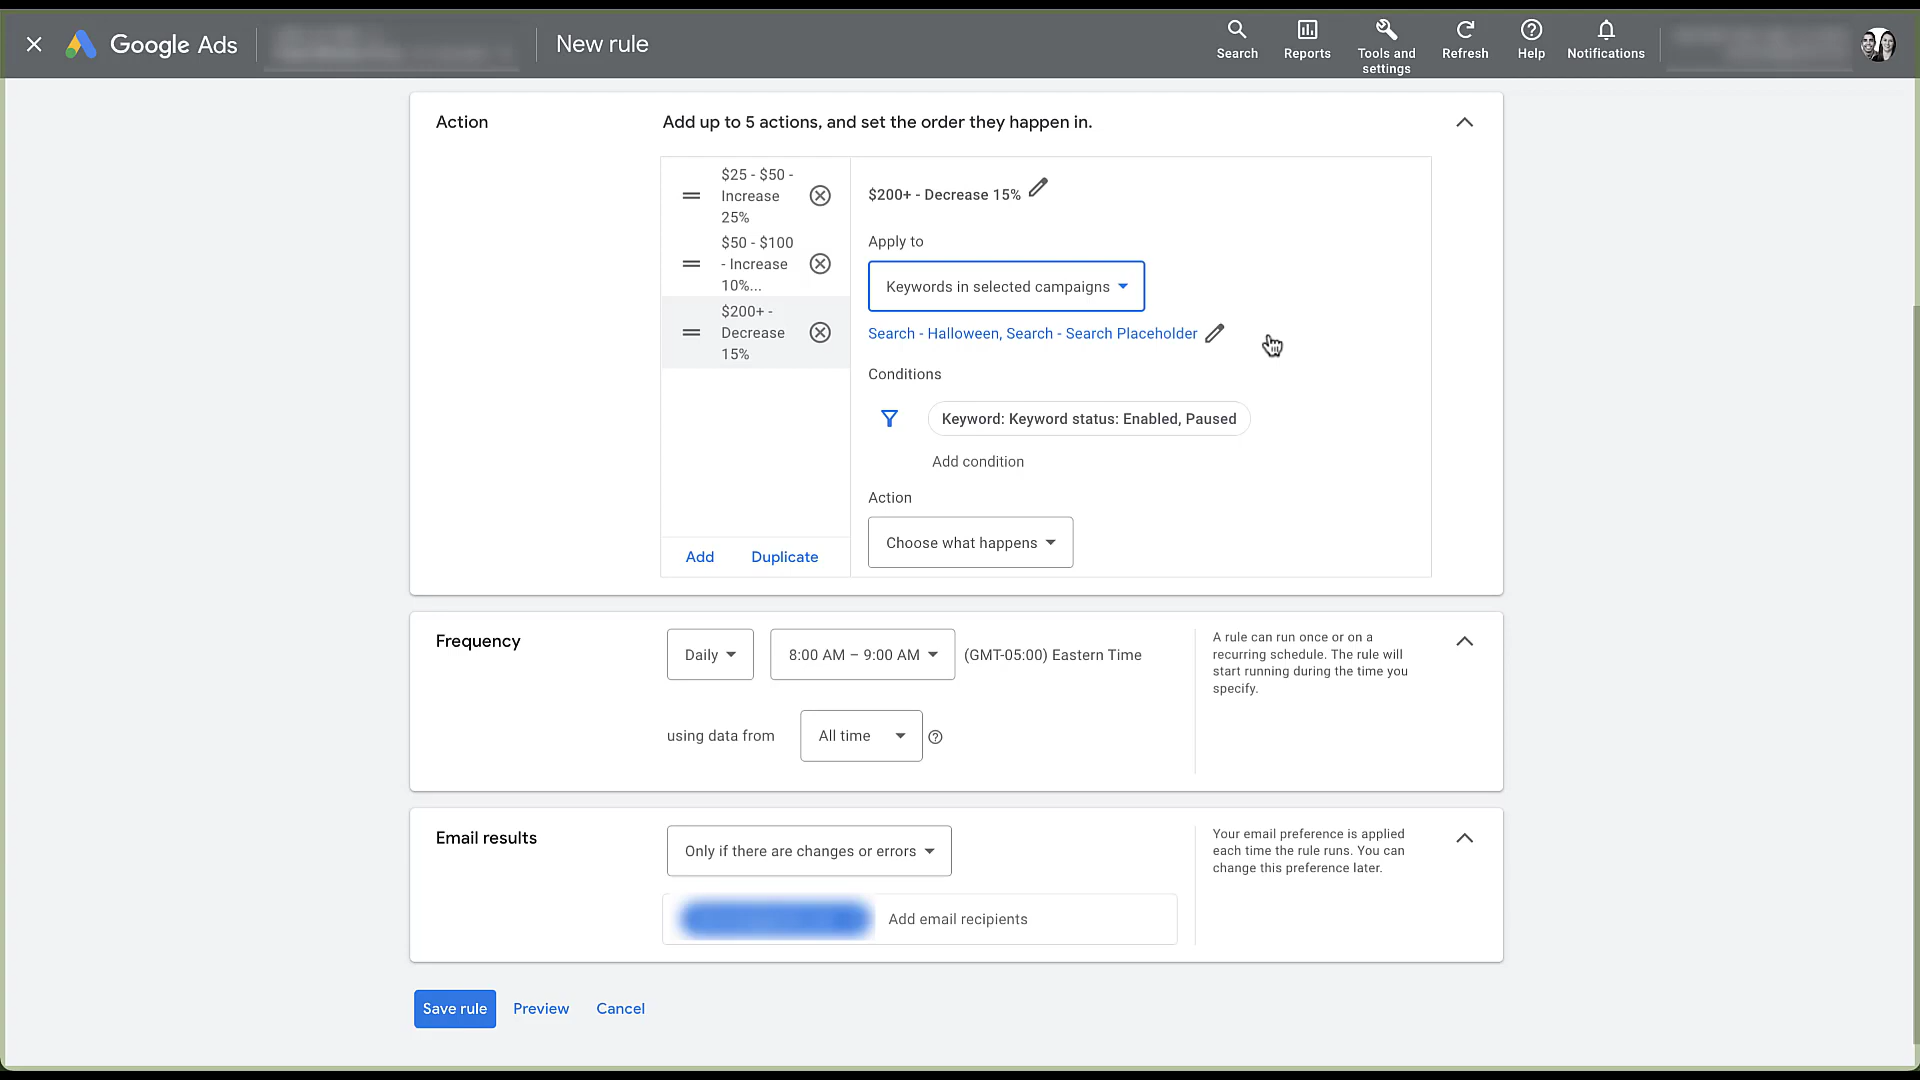 Google Ads
New rule
Search
Reports
Tools and
settings
Refresh
Help
Notifications
Action
Add up to 5 actions, and set the order they happen in.
$25 - $50 -
Increase
25%
$50 - $100
- Increase
10%...
$200+ -
Decrease
15%
Add
Duplicate
$200+ - Decrease 15%
Apply to
Keywords in selected campaigns
Search - Halloween, Search - Search Placeholder
Conditions
Keyword: Keyword status: Enabled, Paused
Add condition
Action
Choose what happens
Frequency
Daily
8:00 AM – 9:00 AM
(GMT-05:00) Eastern Time
using data from
All time
A rule can run once or on a
recurring schedule. The rule will
start running during the time you
specify.
Email results
Only if there are changes or errors
Add email recipients
Your email preference is applied
each time the rule runs. You can
change this preference later.
Save rule
Preview
Cancel